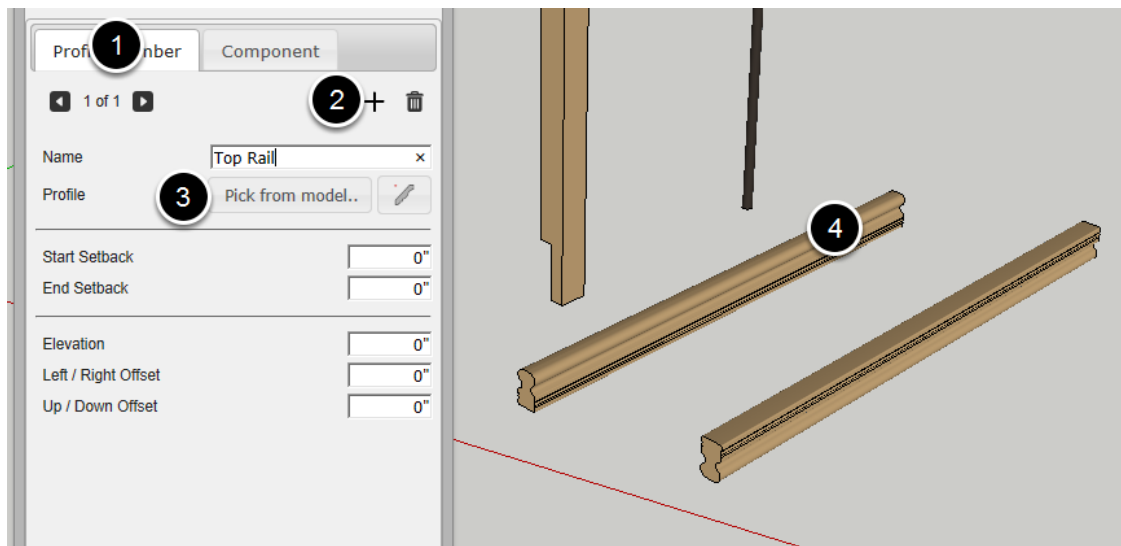 1
Component
1 of 1
2
+
Name
Top Rail
×
Profile
3
Pick from model..
4
Start Setback
0"
End Setback
0"
Elevation
0"
Left / Right Offset
0"
Up / Down Offset
0"